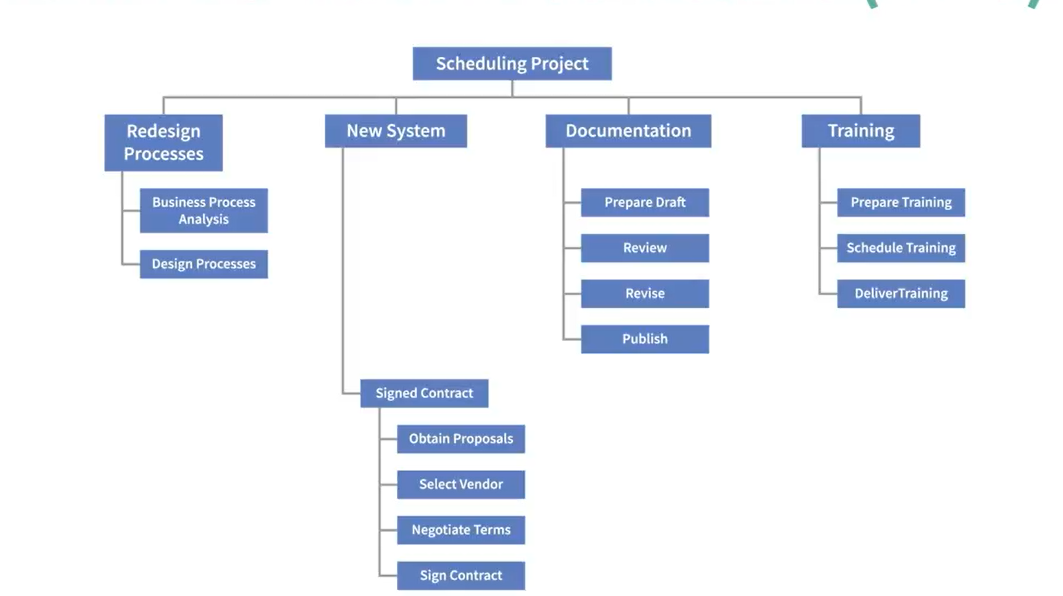 Scheduling Project
Redesign
Processes
New System
Documentation
Training
Business Process
Analysis
Design Processes
Prepare Draft
Review
Revise
Publish
Prepare Training
Schedule Training
DeliverTraining
Signed Contract
Obtain Proposals
Select Vendor
Negotiate Terms
Sign Contract